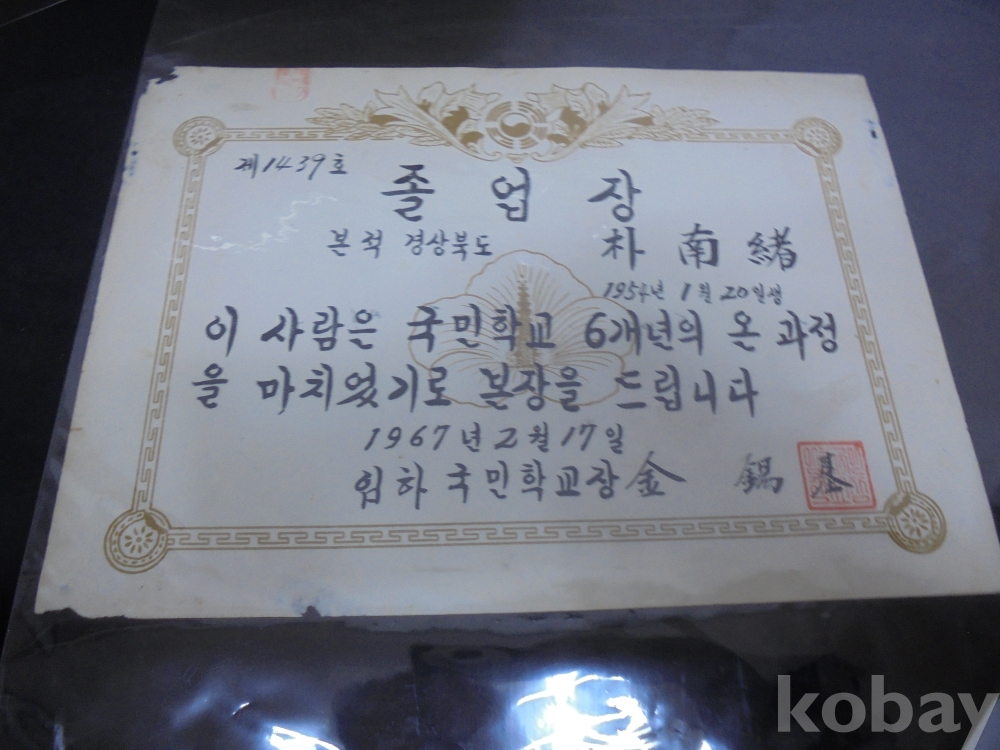 제1439호
졸업장
본적 경상북도 朴南緖
1954년 1월 20일생
이 사람은 국민학교 6개년의 온 과정
을 마치었기로 본장을 드립니다
1967년 2월 17일
임하 국민학교장 金 錫 基
kobay